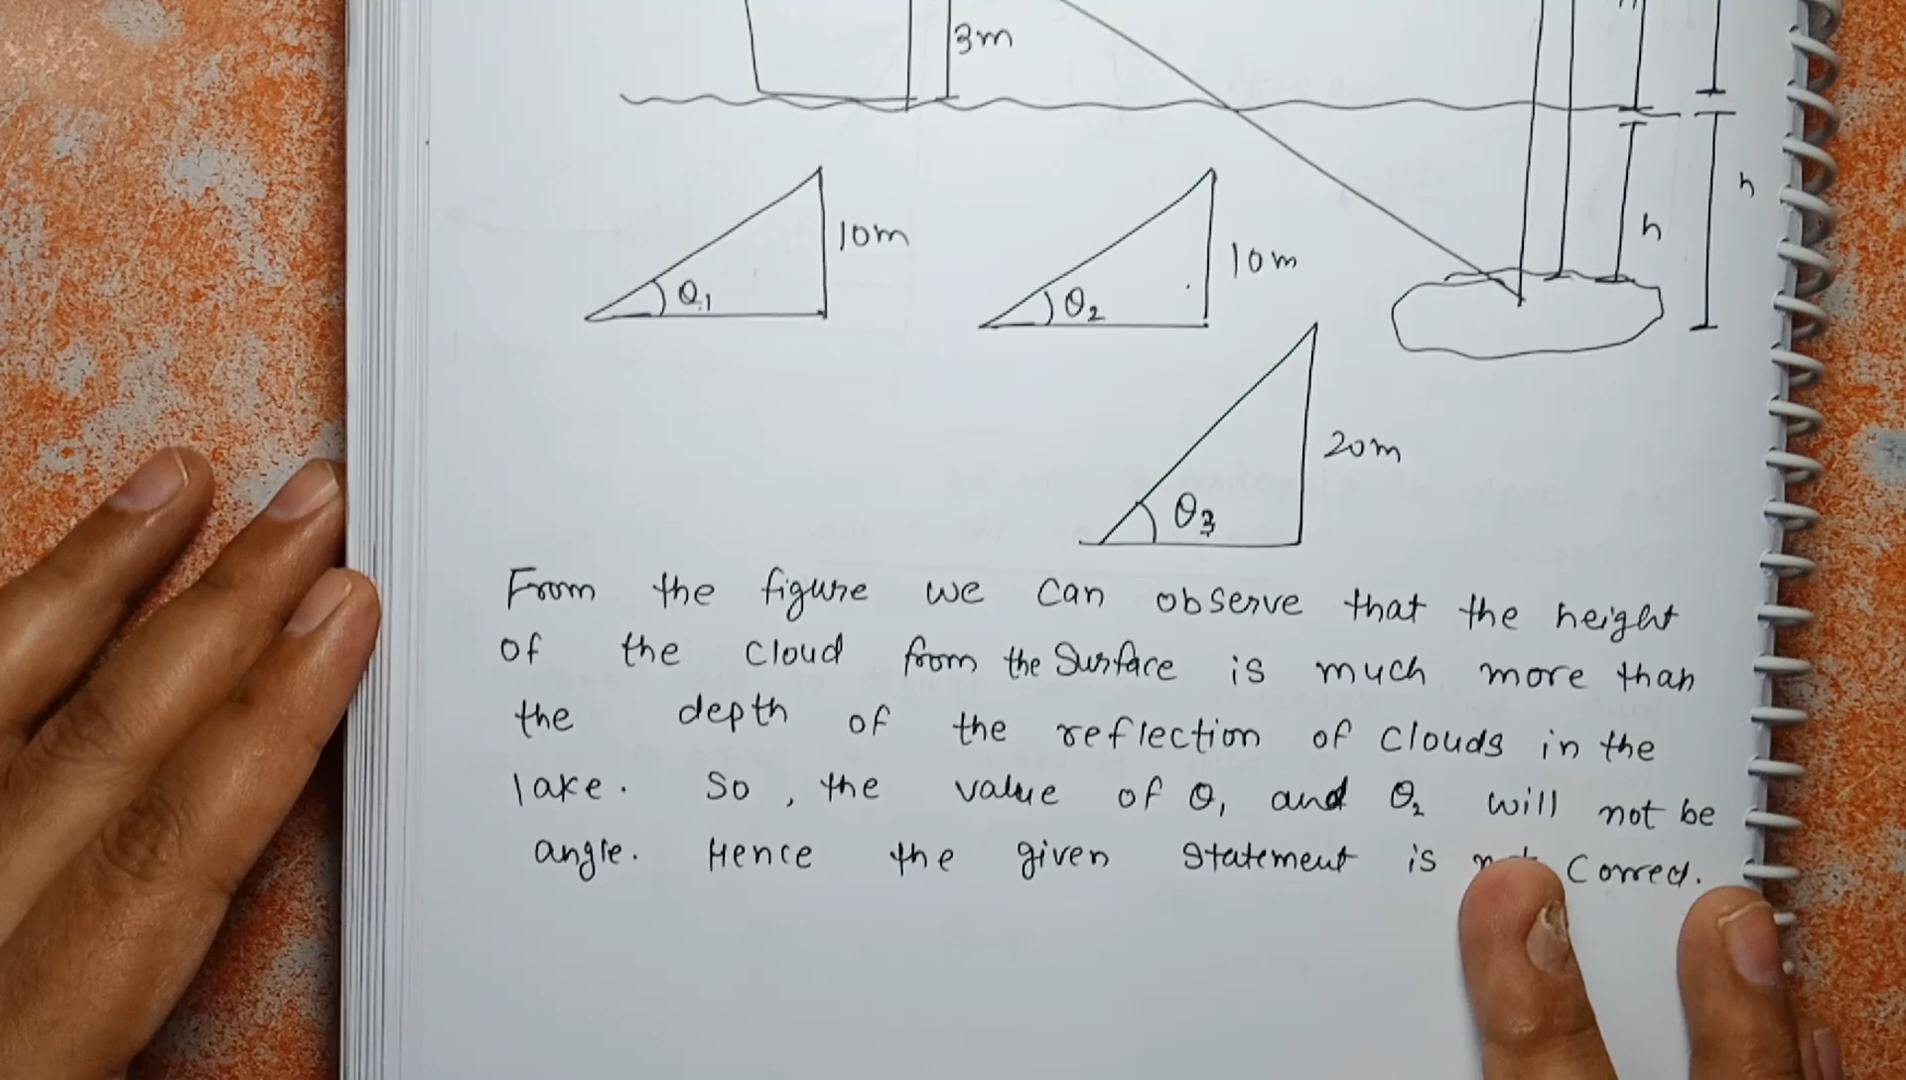 3m
10m
θ1
10m
θ2
h
h
20m
θ3
From the figure we can observe that the height
of the cloud from the Surface is much more than
the depth of the reflection of clouds in the
lake. So, the value of θ1 and θ2 will not be
angle. Hence the given statement is Correct.